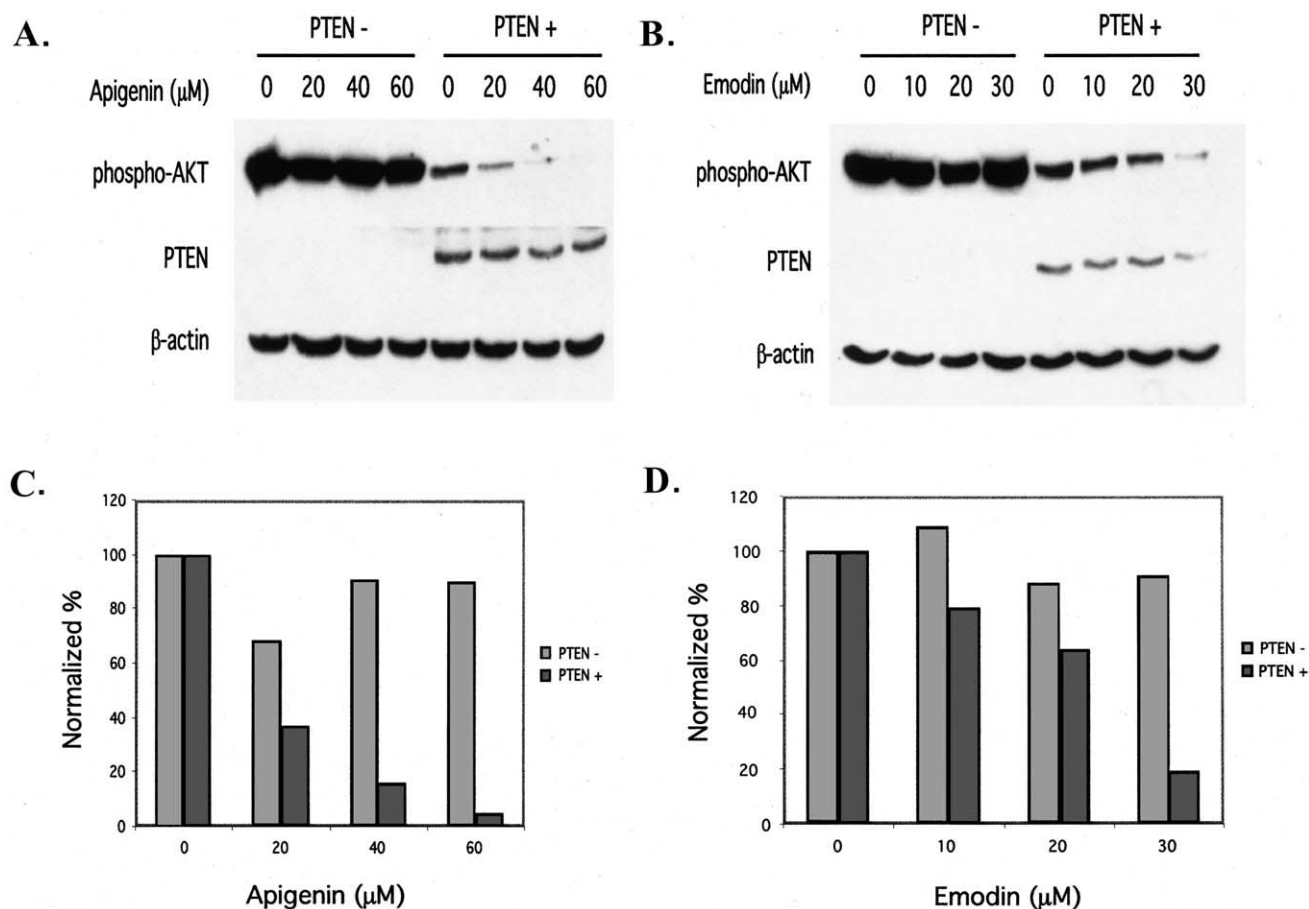 A.
PTEN - PTEN +
Apigenin (μM) 0 20 40 60 0 20 40 60
phospho-AKT
PTEN
β-actin
B.
PTEN - PTEN +
Emodin (μM) 0 10 20 30 0 10 20 30
phospho-AKT
PTEN
β-actin
C.
120
100
80
60
40
20
0
Normalized %
0 20 40 60
Apigenin (μM)
PTEN -
PTEN +
D.
120
100
80
60
40
20
0
Normalized %
0 10 20 30
Emodin (μM)
PTEN -
PTEN +